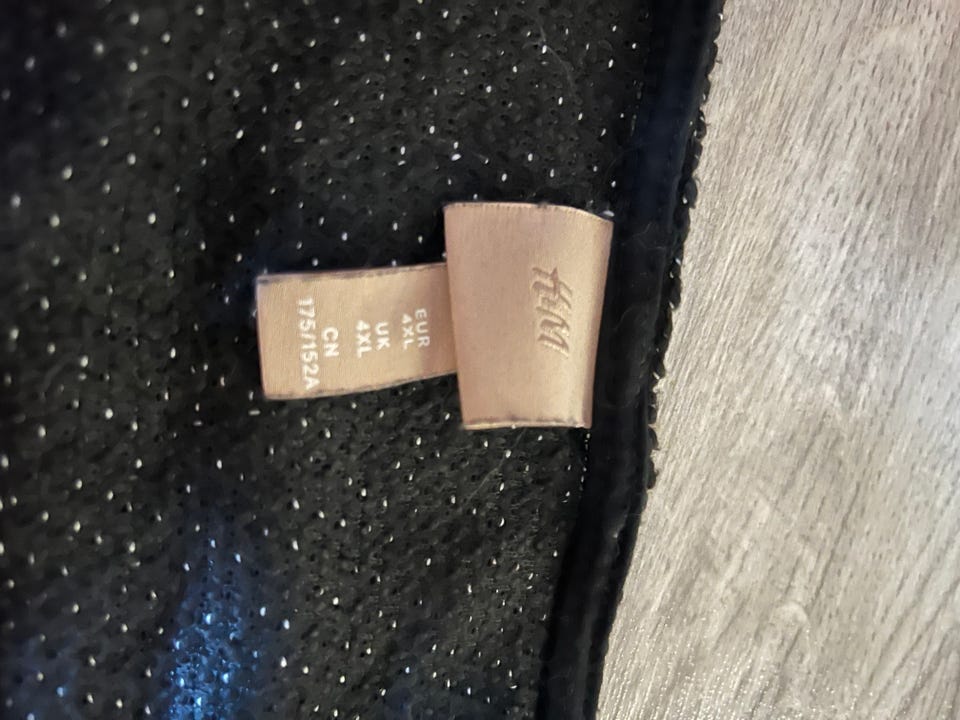 H&M
EUR
4XL
UK
4XL
CN
175/152A